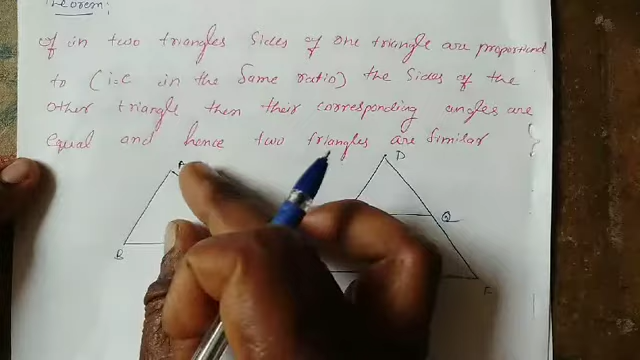 Theorem:
If in two triangles Sides of one triangle are proportional
to (i.e in the Same ratio) the Sides of the
other triangle then their corresponding angles are
equal and hence two triangles are similar
A
D
B
Q